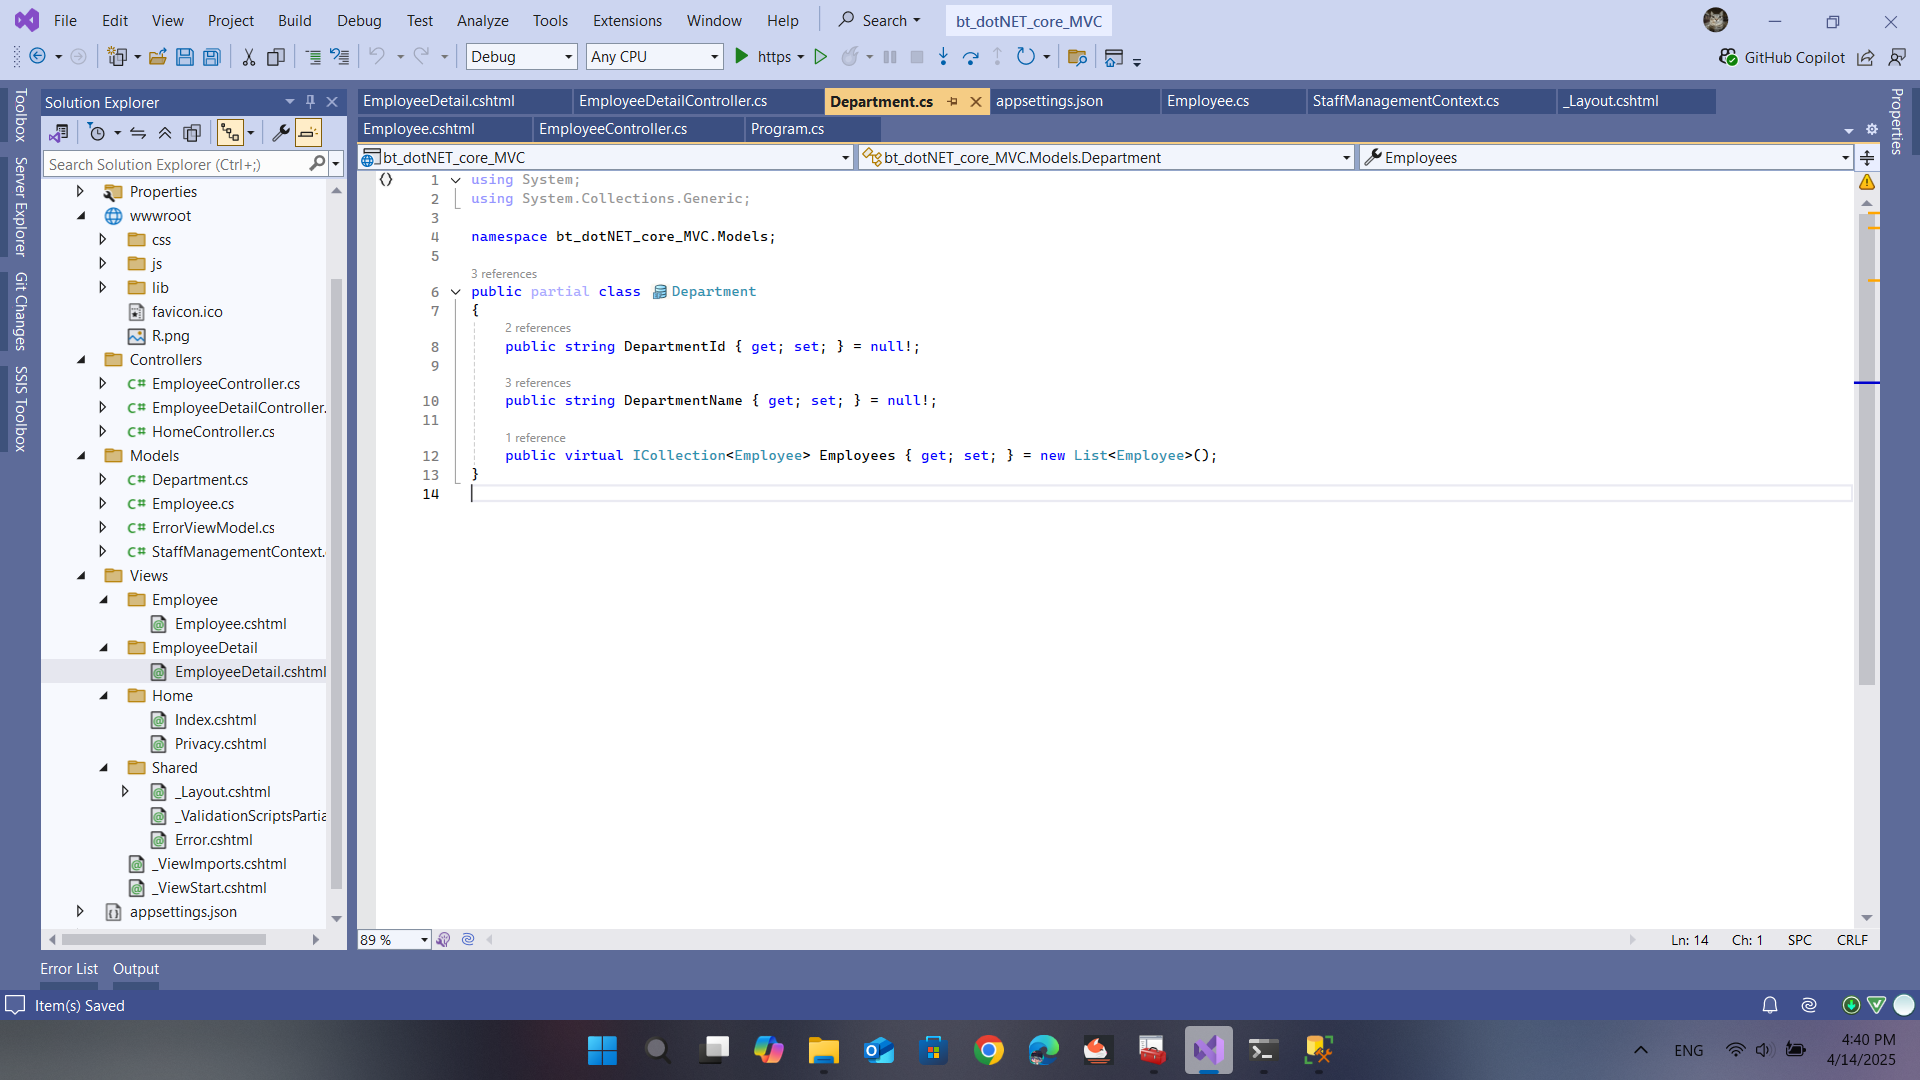 File Edit View Project Build Debug Test Analyze Tools Extensions Window Help Search bt_dotNET_core_MVC
Debug Any CPU https GitHub Copilot
Toolbox
Server Explorer
Git Changes
SSIS Toolbox
Solution Explorer
Search Solution Explorer (Ctrl+;)
Properties
wwwroot
css
js
lib
favicon.ico
R.png
Controllers
C# EmployeeController.cs
C# EmployeeDetailController.
C# HomeController.cs
Models
C# Department.cs
C# Employee.cs
C# ErrorViewModel.cs
C# StaffManagementContext.
Views
Employee
Employee.cshtml
EmployeeDetail
EmployeeDetail.cshtml
Home
Index.cshtml
Privacy.cshtml
Shared
_Layout.cshtml
_ValidationScriptsPartia
Error.cshtml
_ViewImports.cshtml
_ViewStart.cshtml
appsettings.json
EmployeeDetail.cshtml EmployeeDetailController.cs Department.cs appsettings.json Employee.cs StaffManagementContext.cs _Layout.cshtml
Employee.cshtml EmployeeController.cs Program.cs
bt_dotNET_core_MVC bt_dotNET_core_MVC.Models.Department Employees
1 using System;
2 using System.Collections.Generic;
3
4 namespace bt_dotNET_core_MVC.Models;
5
3 references
6 public partial class Department
7 {
2 references
8 public string DepartmentId { get; set; } = null!;
9
3 references
10 public string DepartmentName { get; set; } = null!;
11
1 reference
12 public virtual ICollection<Employee> Employees { get; set; } = new List<Employee>();
13 }
14
89 % Ln: 14 Ch: 1 SPC CRLF
Properties
Error List Output
Item(s) Saved
ENG 4:40 PM
4/14/2025